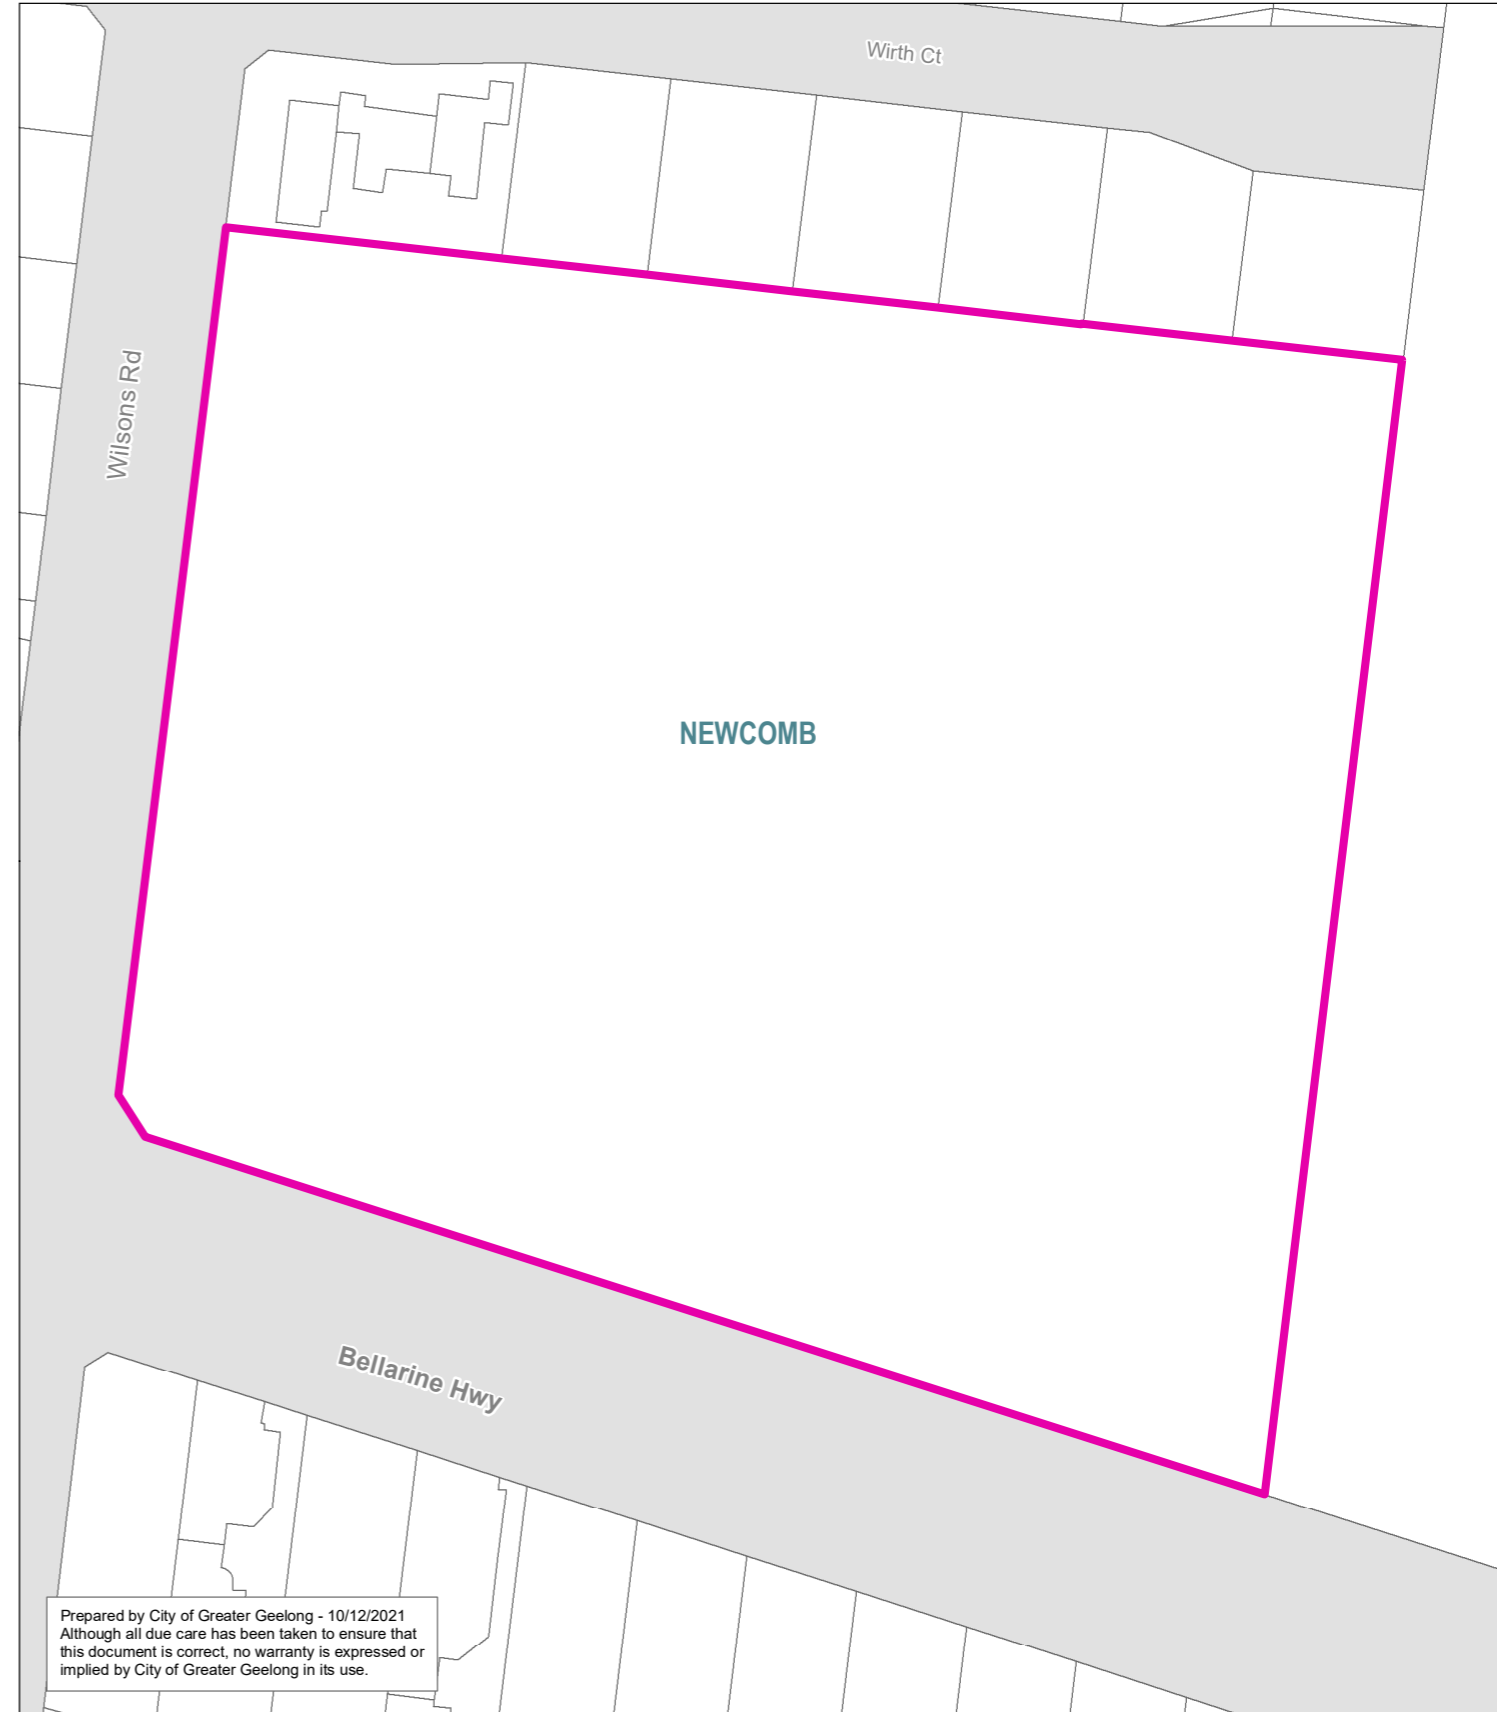 Wirth Ct
Wilsons Rd
NEWCOMB
Bellarine Hwy
Prepared by City of Greater Geelong - 10/12/2021
Although all due care has been taken to ensure that
this document is correct, no warranty is expressed or
implied by City of Greater Geelong in its use.